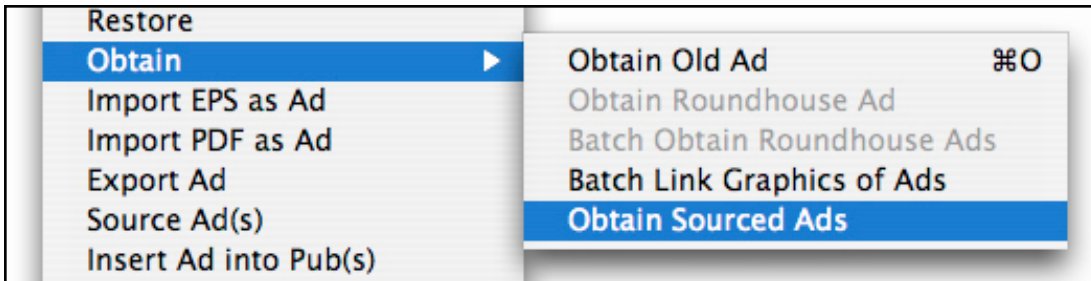 Restore
Obtain
Import EPS as Ad
Import PDF as Ad
Export Ad
Source Ad(s)
Insert Ad into Pub(s)
Obtain Old Ad ⌘O
Obtain Roundhouse Ad
Batch Obtain Roundhouse Ads
Batch Link Graphics of Ads
Obtain Sourced Ads